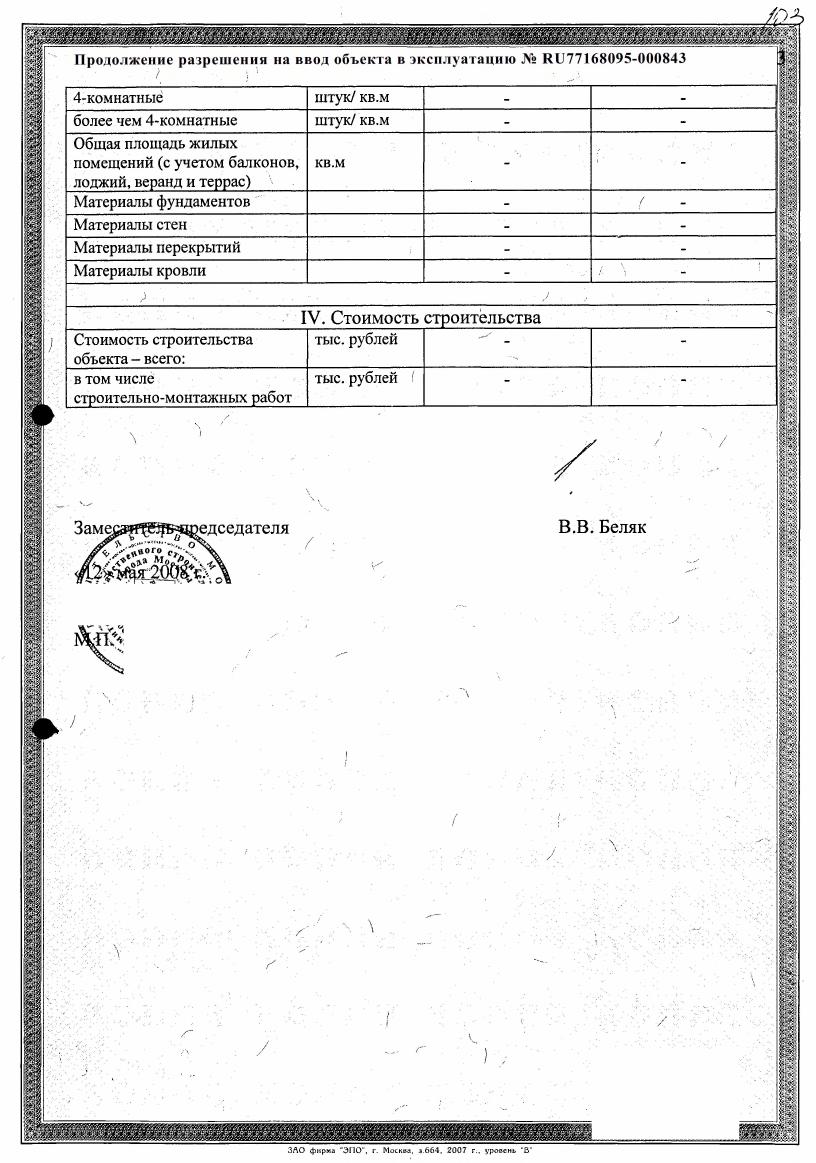 103
Продолжение разрешения на ввод объекта в эксплуатацию № RU77168095-000843
3
4-комнатные штук/ кв.м - -
более чем 4-комнатные штук/ кв.м - -
Общая площадь жилых
помещений (с учетом балконов, кв.м - -
лоджий, веранд и террас)
Материалы фундаментов - -
Материалы стен - -
Материалы перекрытий - -
Материалы кровли - -
IV. Стоимость строительства
Стоимость строительства тыс. рублей - -
объекта – всего:
в том числе тыс. рублей - -
строительно-монтажных работ
Заместитель председателя В.В. Беляк
«12» мая 2008 г.
города Москвы
М.П.
ЗАО фирма "ЭПО", г. Москва, з.664, 2007 г., уровень "В"